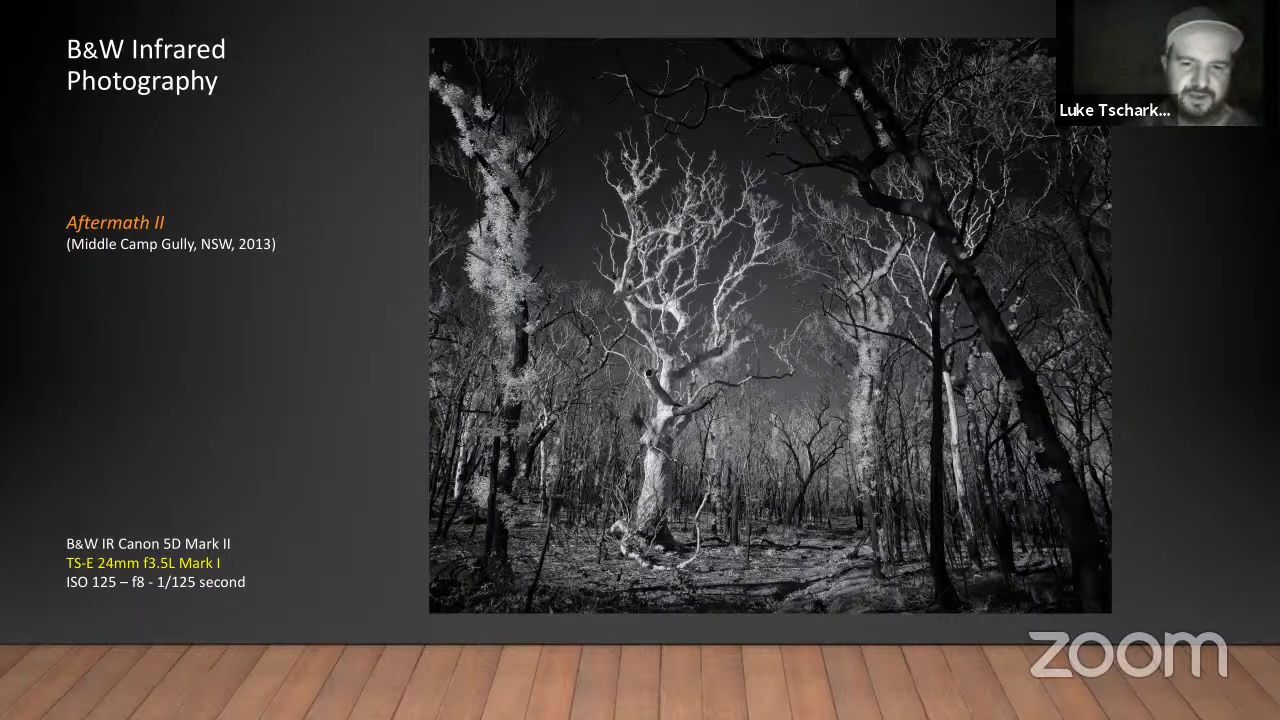 B&W Infrared
Photography
Luke Tschark...
Aftermath II
(Middle Camp Gully, NSW, 2013)
B&W IR Canon 5D Mark II
TS-E 24mm f3.5L Mark I
ISO 125 – f8 - 1/125 second
zoom